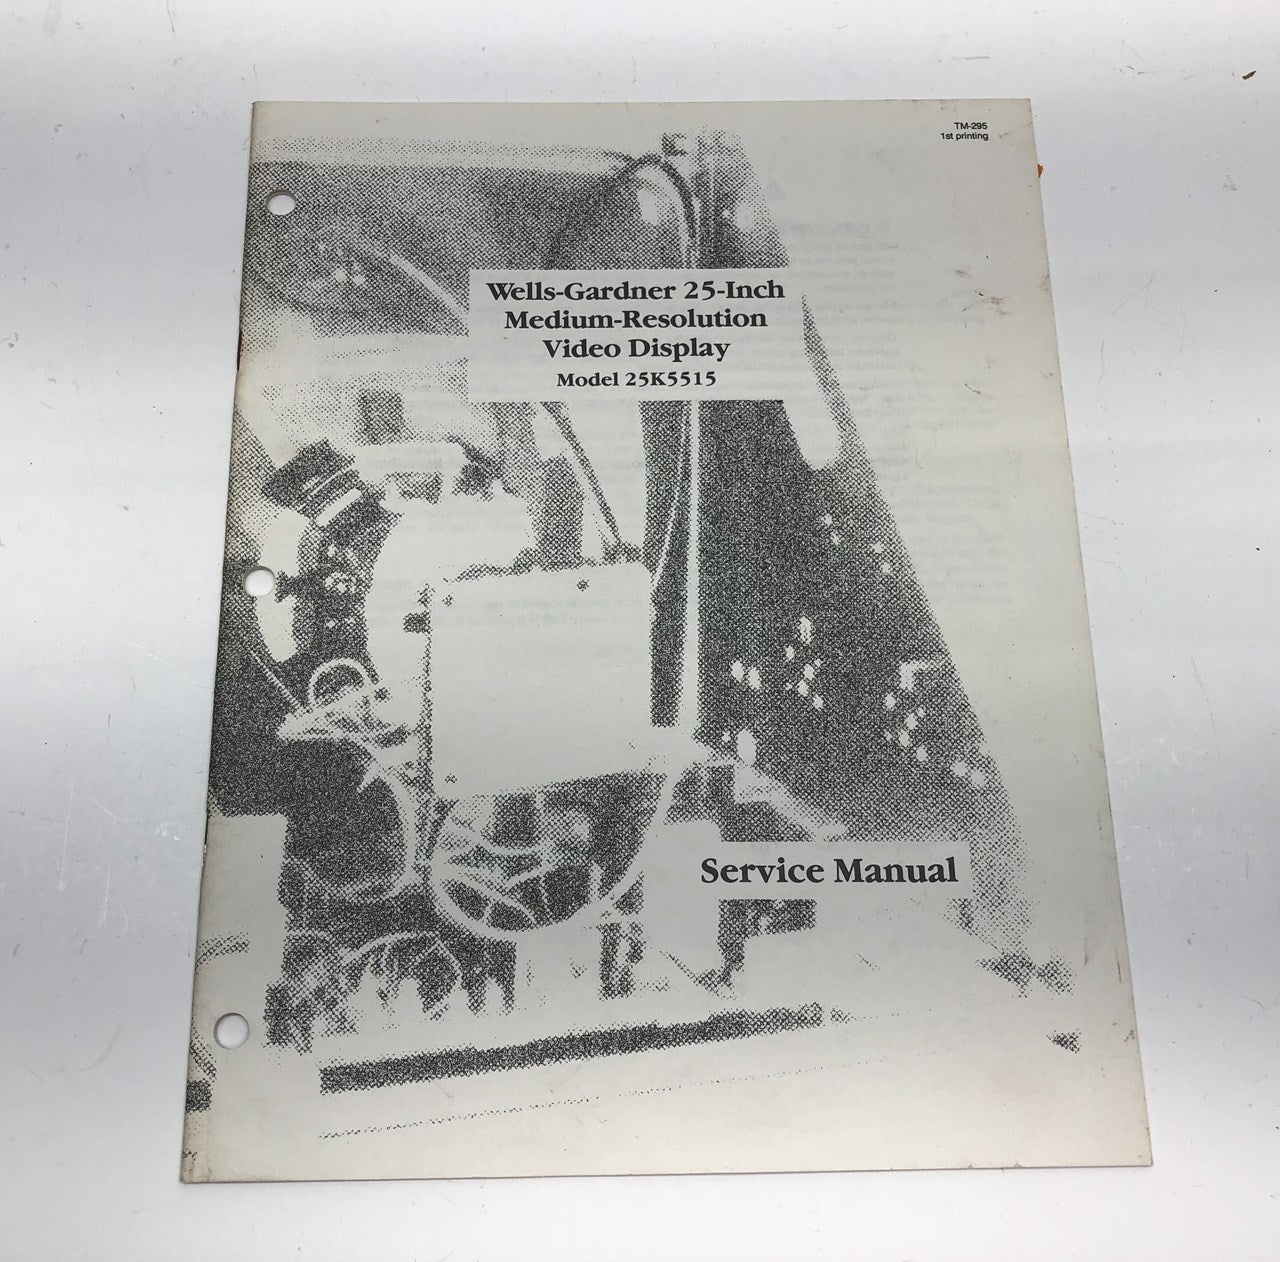 TM-295
1st printing
Wells-Gardner 25-Inch
Medium-Resolution
Video Display
Model 25K5515
Service Manual